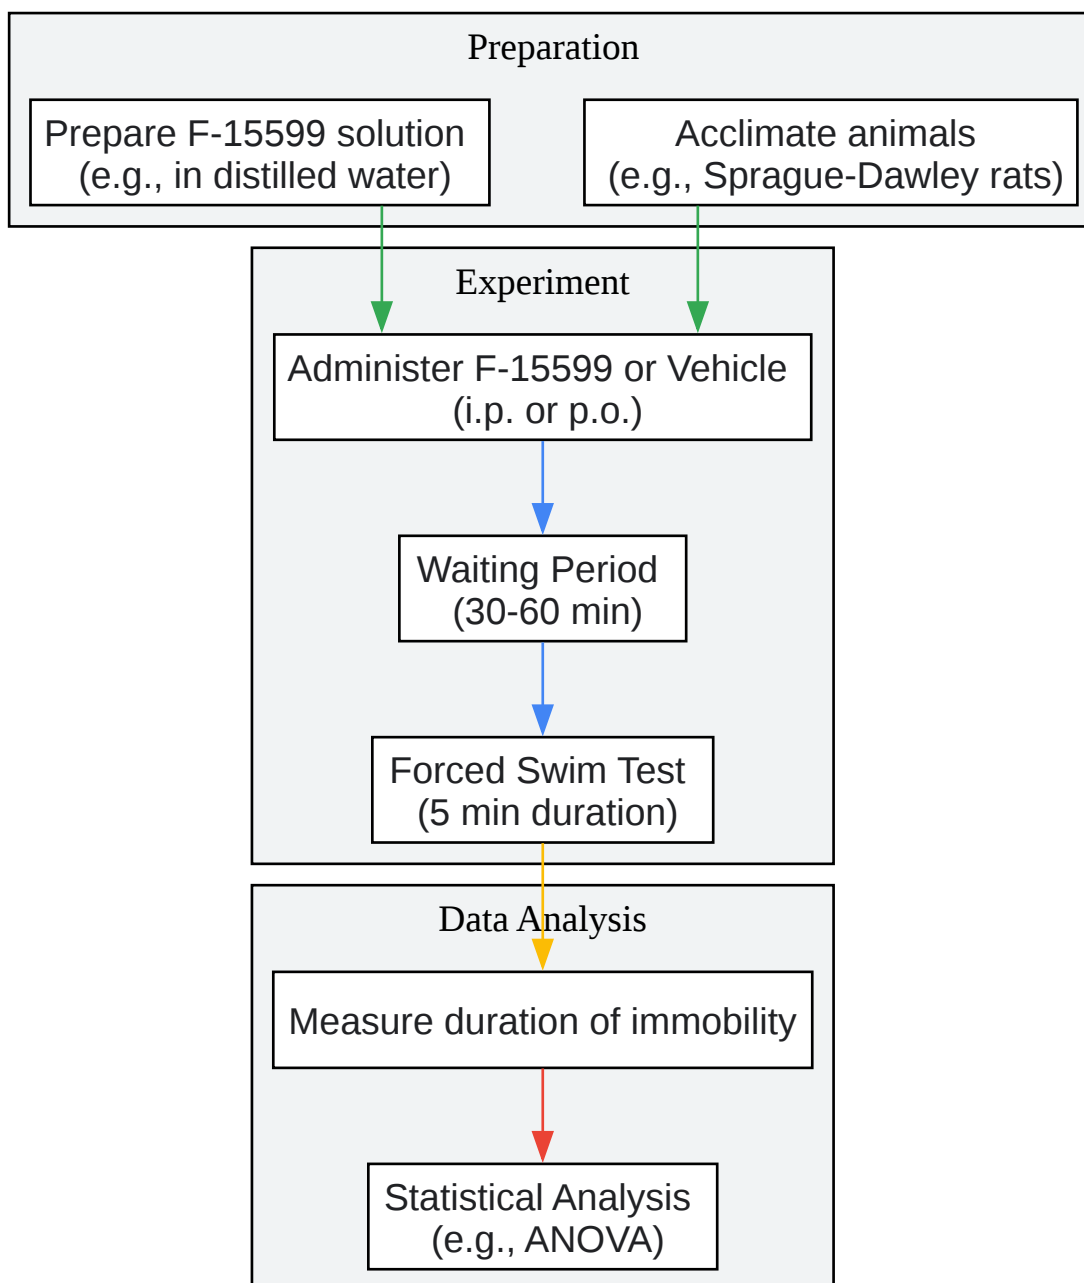 Preparation
Prepare F-15599 solution
(e.g., in distilled water)
Acclimate animals
(e.g., Sprague-Dawley rats)
Experiment
Administer F-15599 or Vehicle
(i.p. or p.o.)
Waiting Period
(30-60 min)
Forced Swim Test
(5 min duration)
Data Analysis
Measure duration of immobility
Statistical Analysis
(e.g., ANOVA)